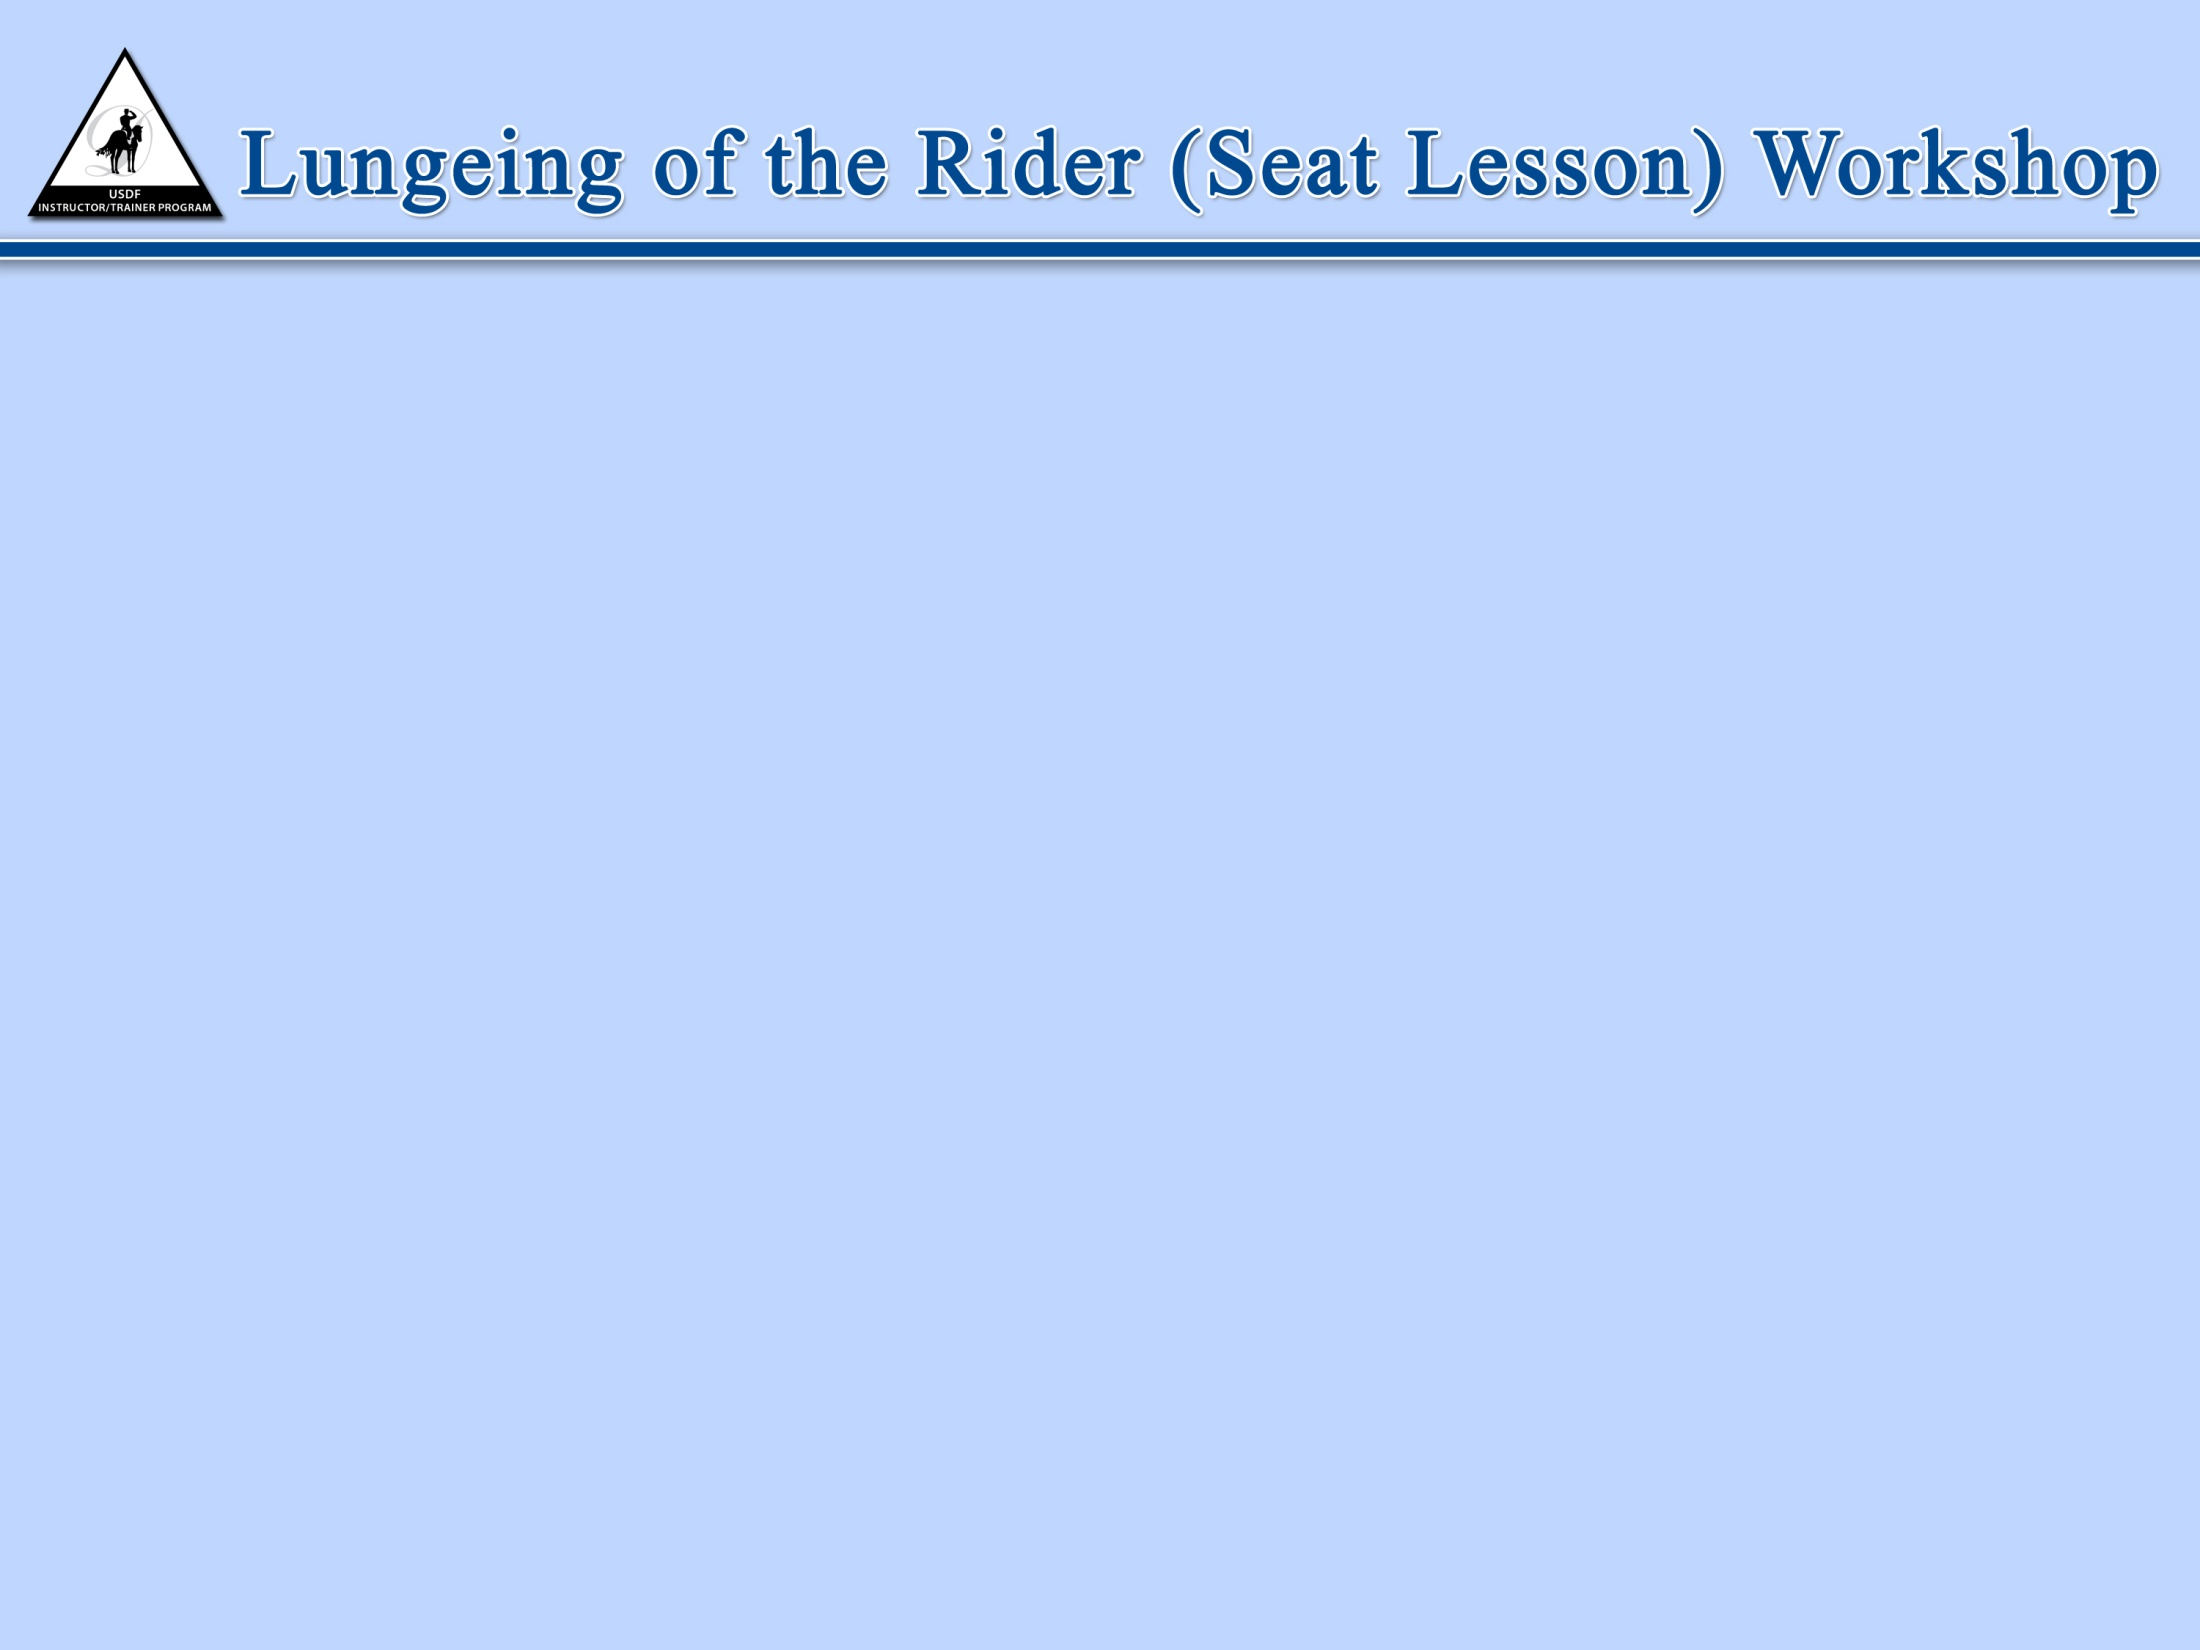 Lungeing of the Rider (Seat Lesson) Workshop
USDF
INSTRUCTOR/TRAINER PROGRAM